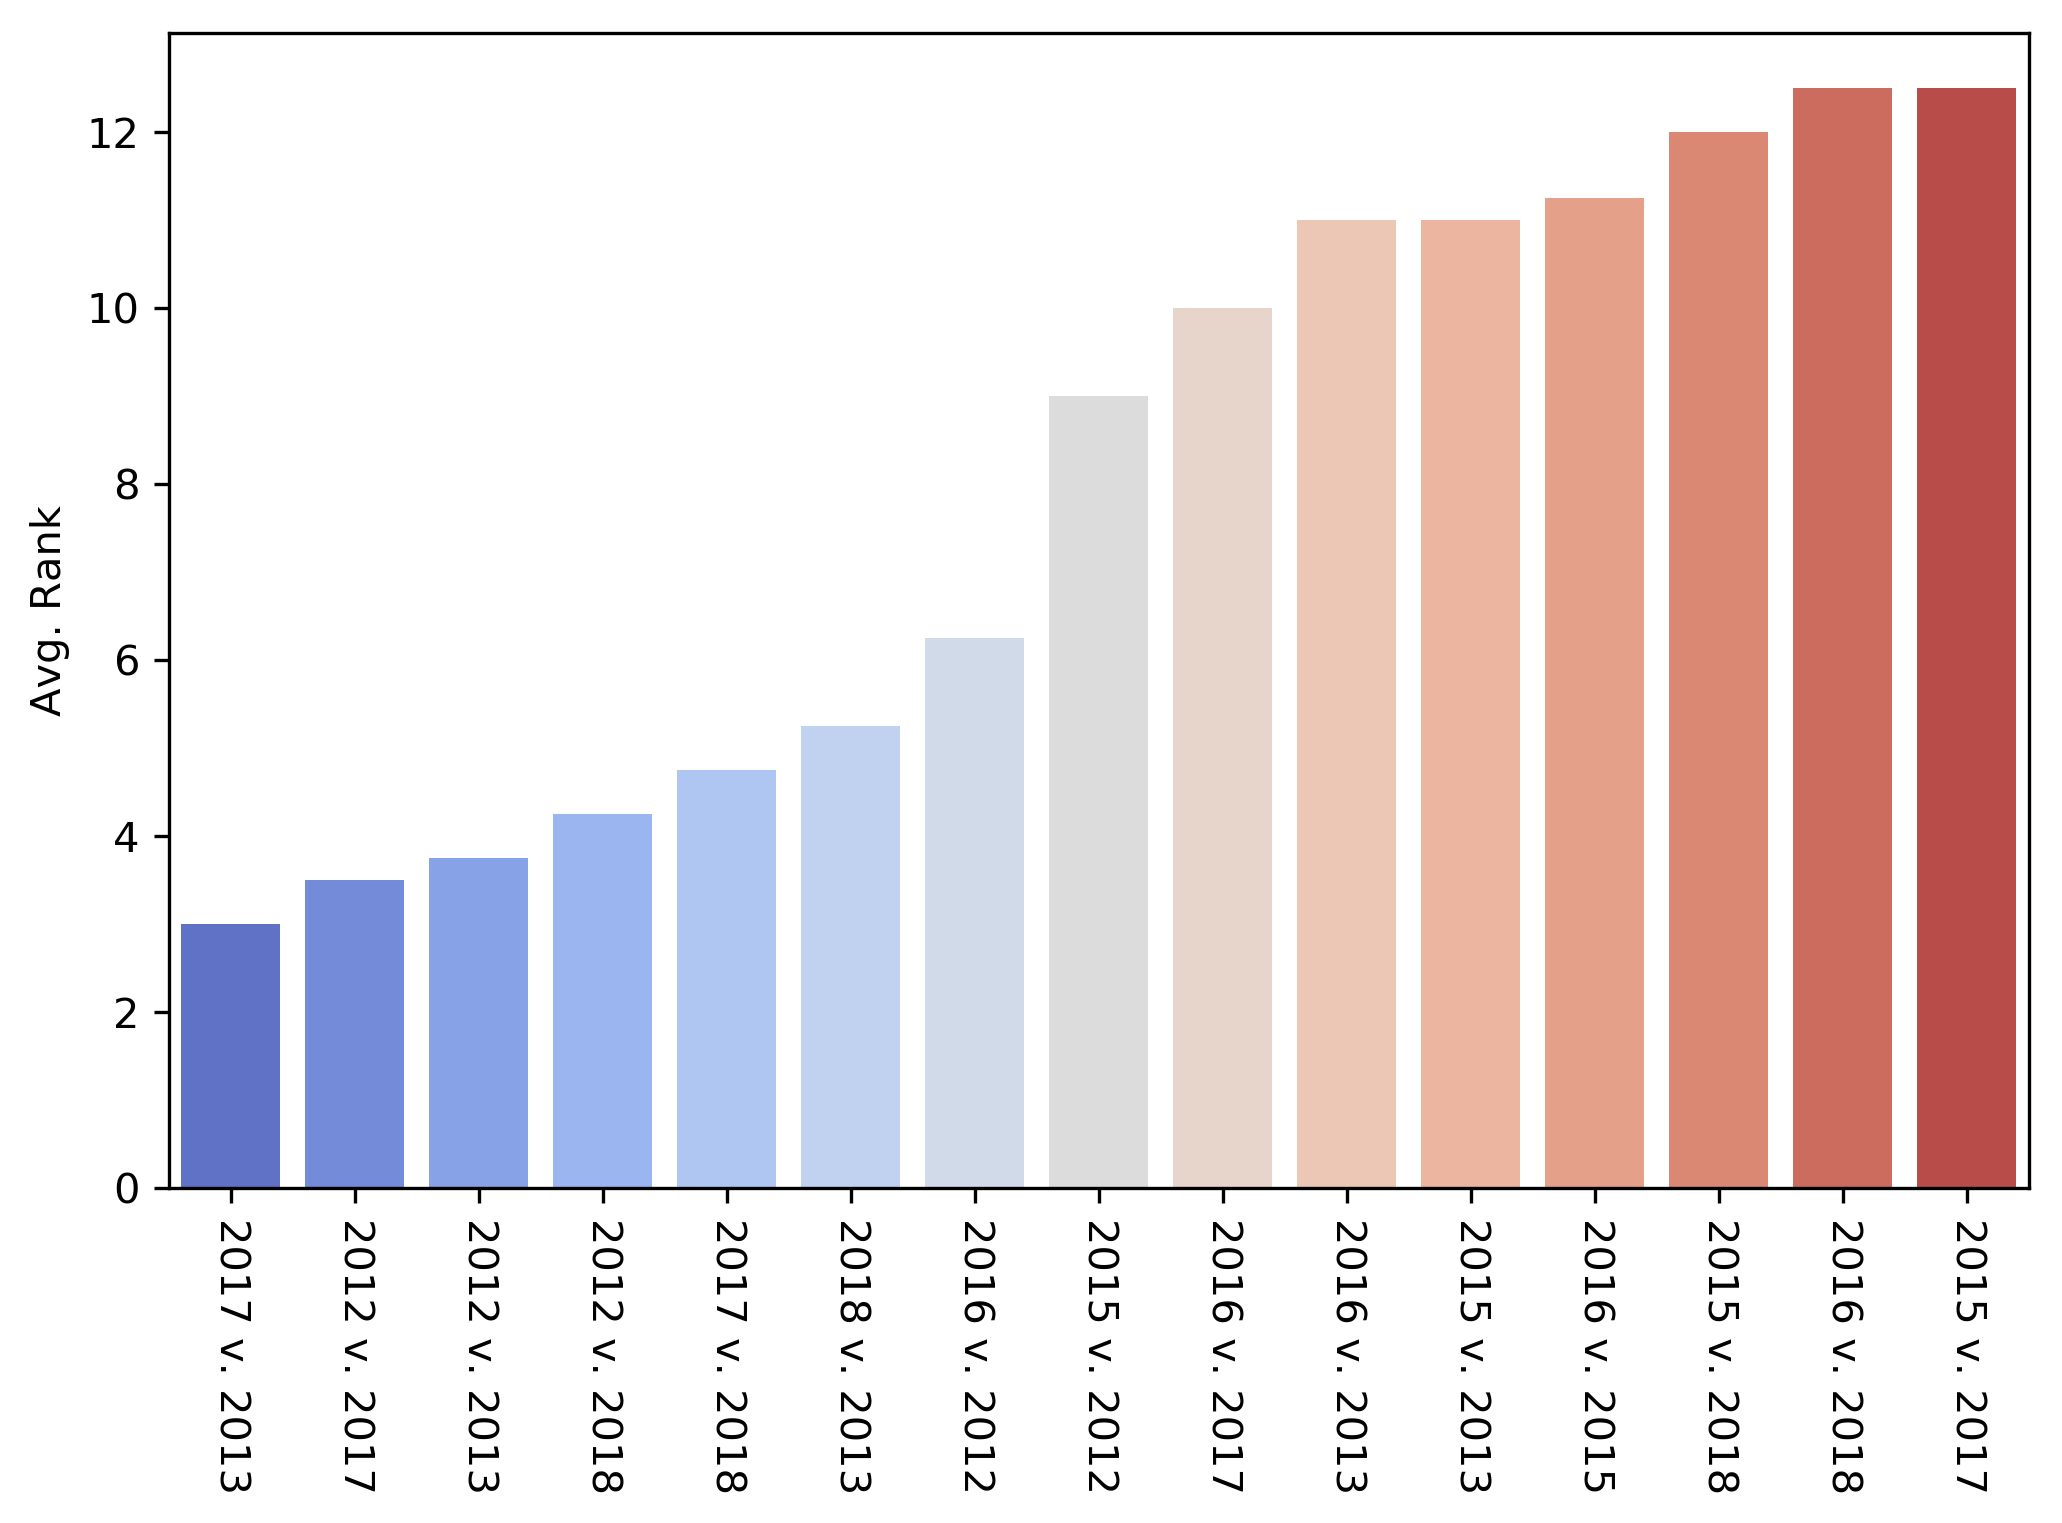 Avg. Rank
12
10
8
6
4
2
0
2017 v. 2013
2012 v. 2017
2012 v. 2013
2012 v. 2018
2017 v. 2018
2018 v. 2013
2016 v. 2012
2015 v. 2012
2016 v. 2017
2016 v. 2013
2015 v. 2013
2016 v. 2015
2015 v. 2018
2016 v. 2018
2015 v. 2017